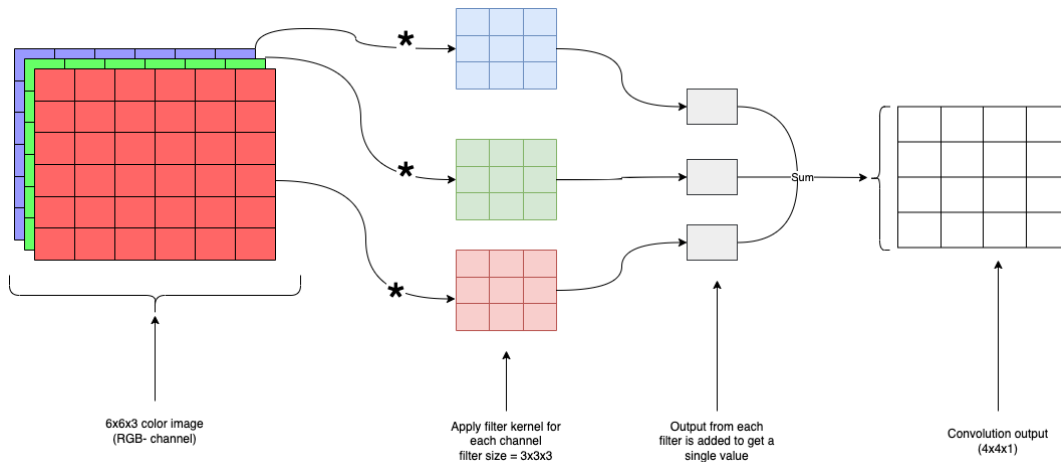 *
*
*
Sum
6x6x3 color image
(RGB- channel)
Apply filter kernel for
each channel
filter size = 3x3x3
Output from each
filter is added to get a
single value
Convolution output
(4x4x1)